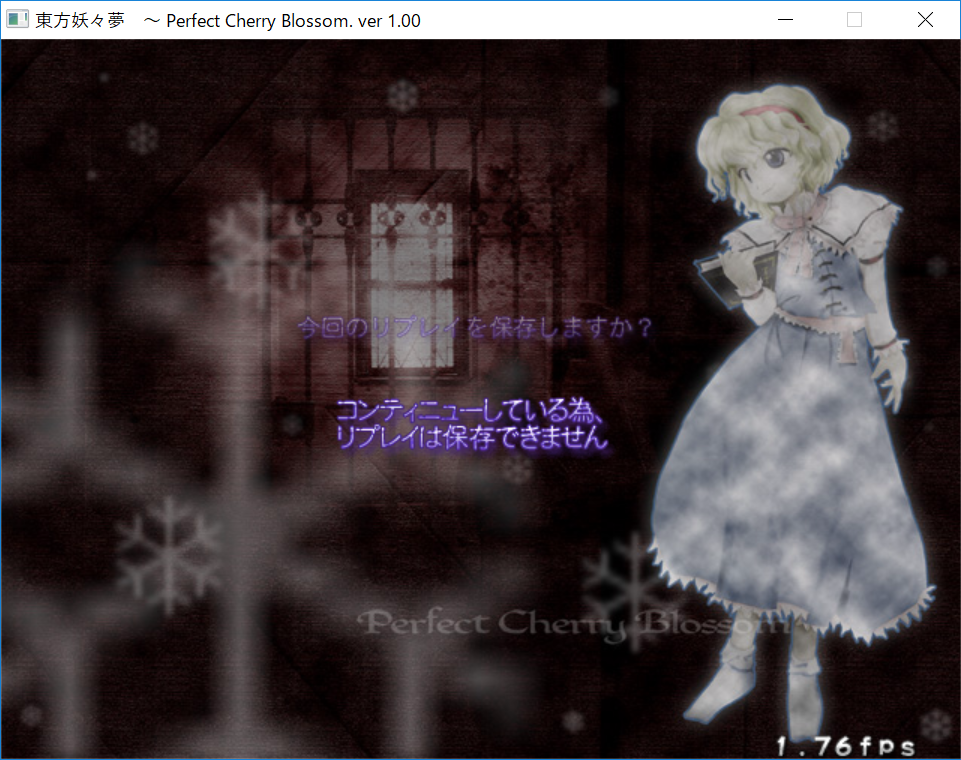 東方妖々夢　～ Perfect Cherry Blossom. ver 1.00
今回のリプレイを保存しますか？
コンティニューしている為、
リプレイは保存できません
Perfect Cherry Blossom
1.76fps